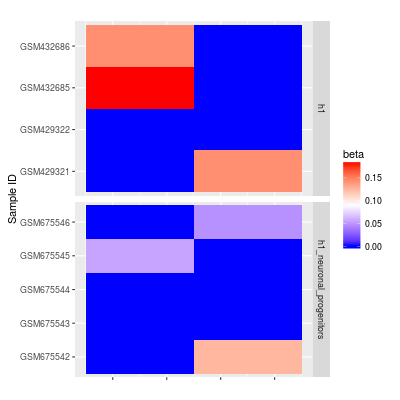 GSM432686
GSM432685
GSM429322
GSM429321
h1
GSM675546
GSM675545
GSM675544
GSM675543
GSM675542
h1_neuronal_progenitors
Sample ID
beta
0.15
0.10
0.05
0.00